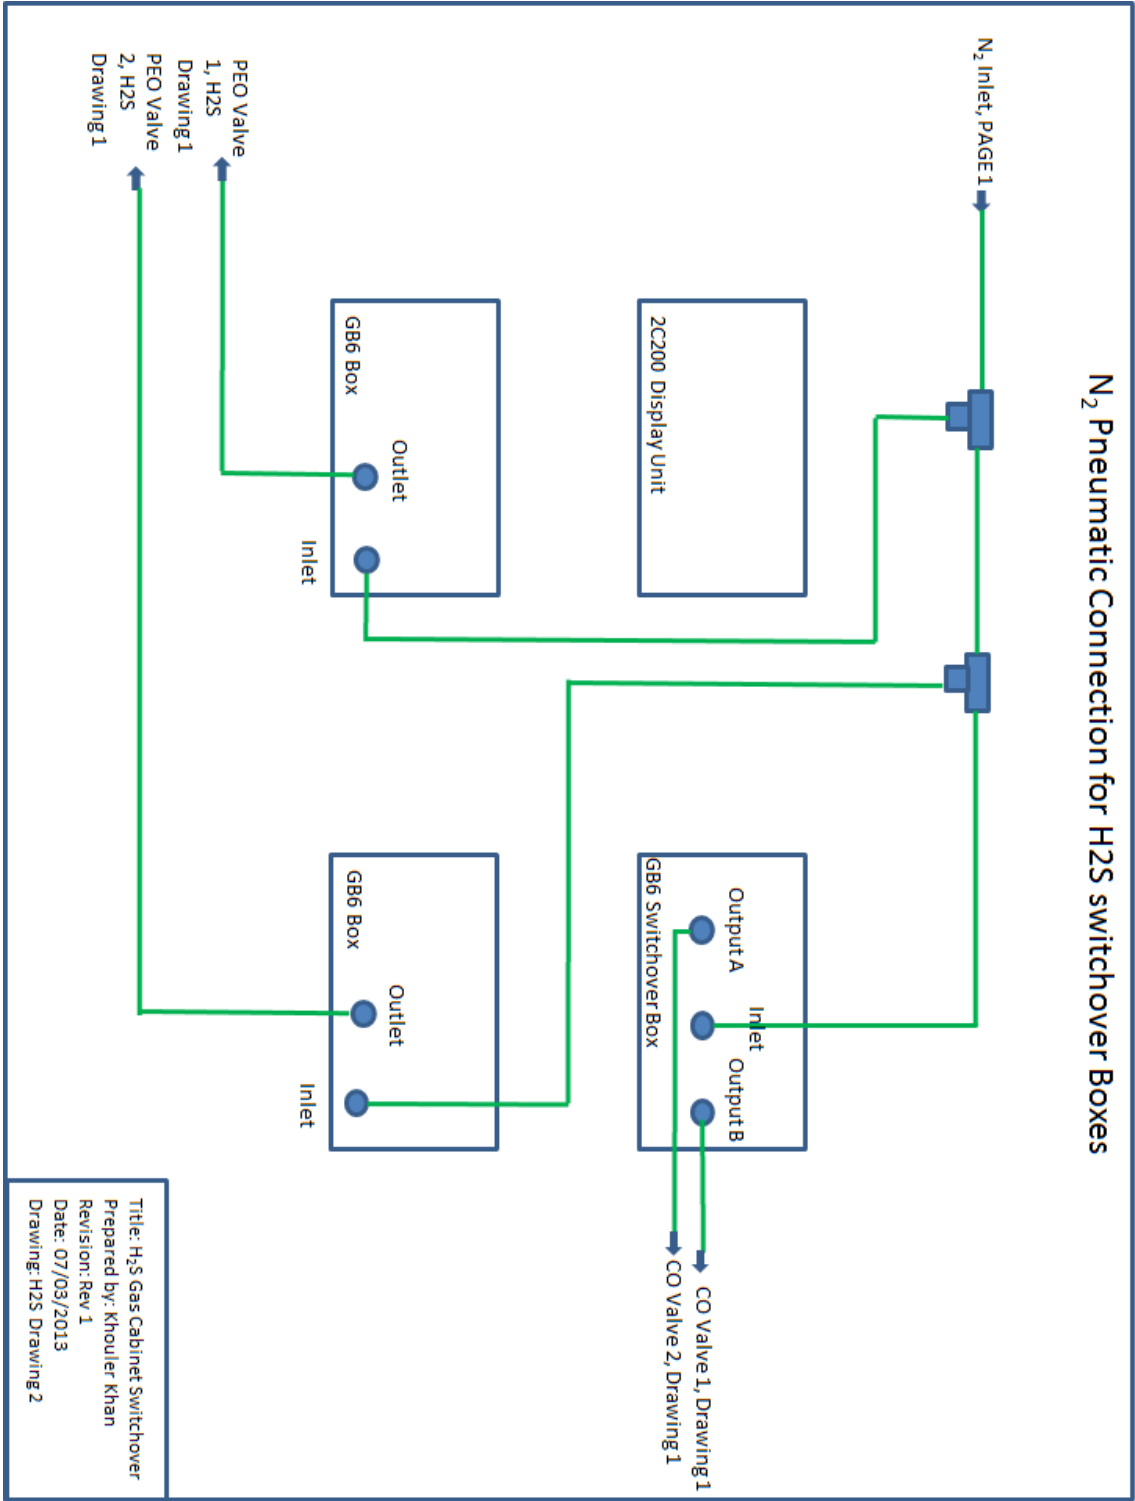 N₂ Pneumatic Connection for H2S switchover Boxes
N₂ Inlet, PAGE 1
2C200 Display Unit
Output A
Inlet
Output B
GB6 Switchover Box
CO Valve 1, Drawing 1
CO Valve 2, Drawing 1
GB6 Box
Outlet
Inlet
GB6 Box
Outlet
Inlet
PEO Valve
1, H2S
Drawing 1
PEO Valve
2, H2S
Drawing 1
Title: H₂S Gas Cabinet Switchover
Prepared by: Khouler Khan
Revision: Rev 1
Date: 07/03/2013
Drawing: H2S Drawing 2